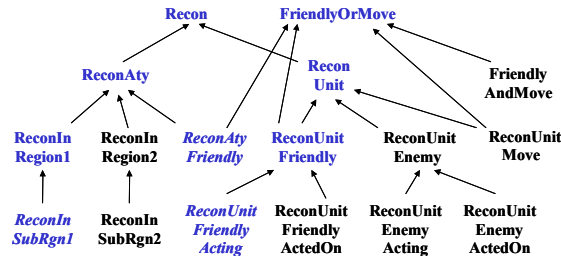 Recon
FriendlyOrMove
ReconAty
Recon
Unit
Friendly
AndMove
ReconIn
Region1
ReconIn
Region2
ReconAty
Friendly
ReconUnit
Friendly
ReconUnit
Enemy
ReconUnit
Move
ReconIn
SubRgn1
ReconIn
SubRgn2
ReconUnit
Friendly
Acting
ReconUnit
Friendly
ActedOn
ReconUnit
Enemy
Acting
ReconUnit
Enemy
ActedOn